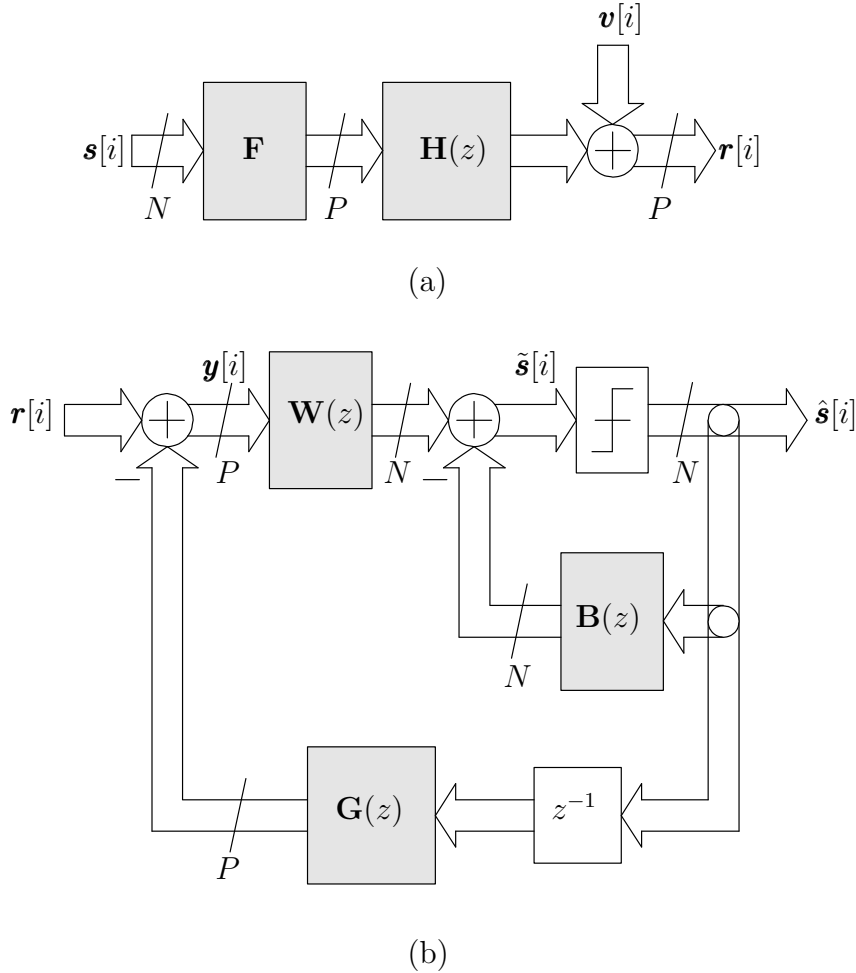 v[i]
s[i] F H(z) r[i]
N P P
(a)
r[i] y[i] W(z) s̃[i] ŝ[i]
− P N − N
B(z)
N
G(z) z⁻¹
P
(b)